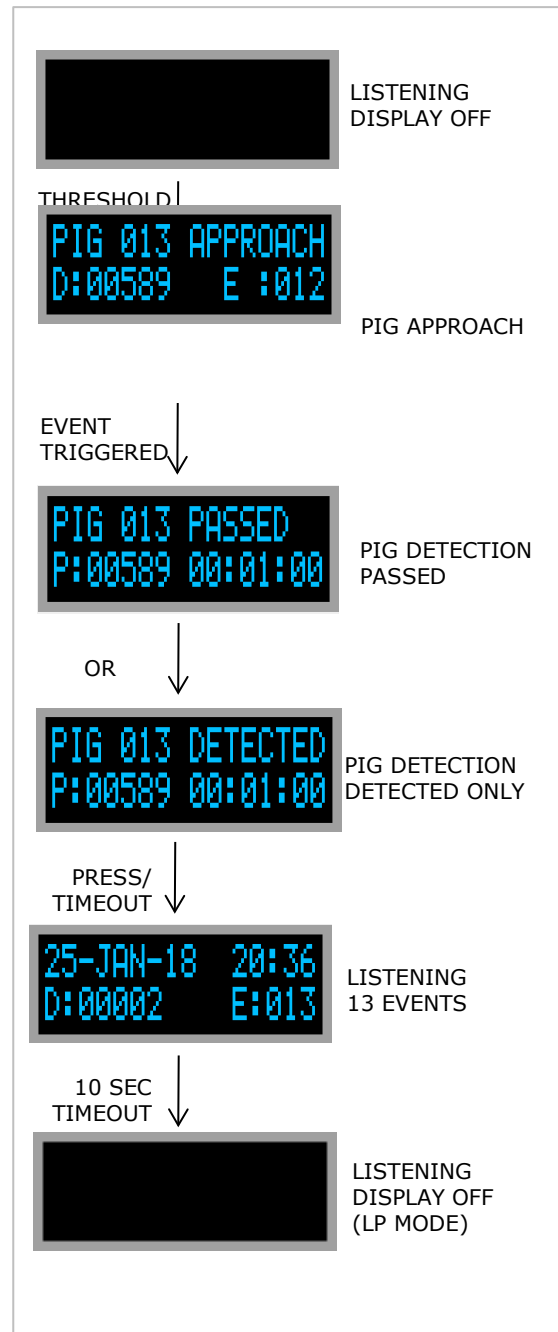 LISTENING
DISPLAY OFF
THRESHOLD
PIG 013 APPROACH
D:00589 E :012
PIG APPROACH
EVENT
TRIGGERED
PIG 013 PASSED
P:00589 00:01:00
PIG DETECTION
PASSED
OR
PIG 013 DETECTED
P:00589 00:01:00
PIG DETECTION
DETECTED ONLY
PRESS/
TIMEOUT
25-JAN-18 20:36
D:00002 E:013
LISTENING
13 EVENTS
10 SEC
TIMEOUT
LISTENING
DISPLAY OFF
(LP MODE)